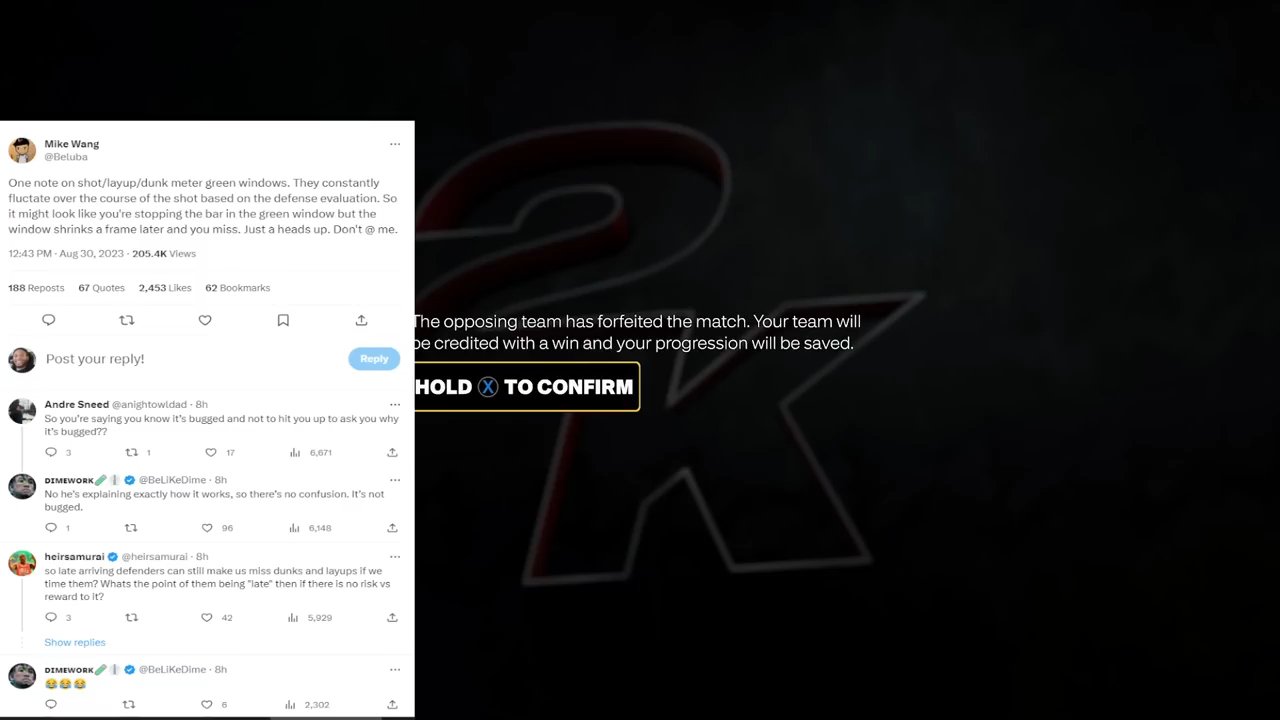 Mike Wang
@Beluba
One note on shot/layup/dunk meter green windows. They constantly
fluctate over the course of the shot based on the defense evaluation. So
it might look like you're stopping the bar in the green window but the
window shrinks a frame later and you miss. Just a heads up. Don't @ me.
12:43 PM · Aug 30, 2023 · 205.4K Views
188 Reposts 67 Quotes 2,453 Likes 62 Bookmarks
Post your reply!
Reply
Andre Sneed @anightowldad · 8h
So you're saying you know it's bugged and not to hit you up to ask you why
it's bugged??
3 1 17 6,671
DIMEWORK @BeLiKeDime · 8h
No he's explaining exactly how it works, so there's no confusion. It's not
bugged.
1 96 6,148
heirsamurai @heirsamurai · 8h
so late arriving defenders can still make us miss dunks and layups if we
time them? Whats the point of them being "late" then if there is no risk vs
reward to it?
3 42 5,929
Show replies
DIMEWORK @BeLiKeDime · 8h
😂😂😂
6 2,302
2K
The opposing team has forfeited the match. Your team will
be credited with a win and your progression will be saved.
HOLD X TO CONFIRM